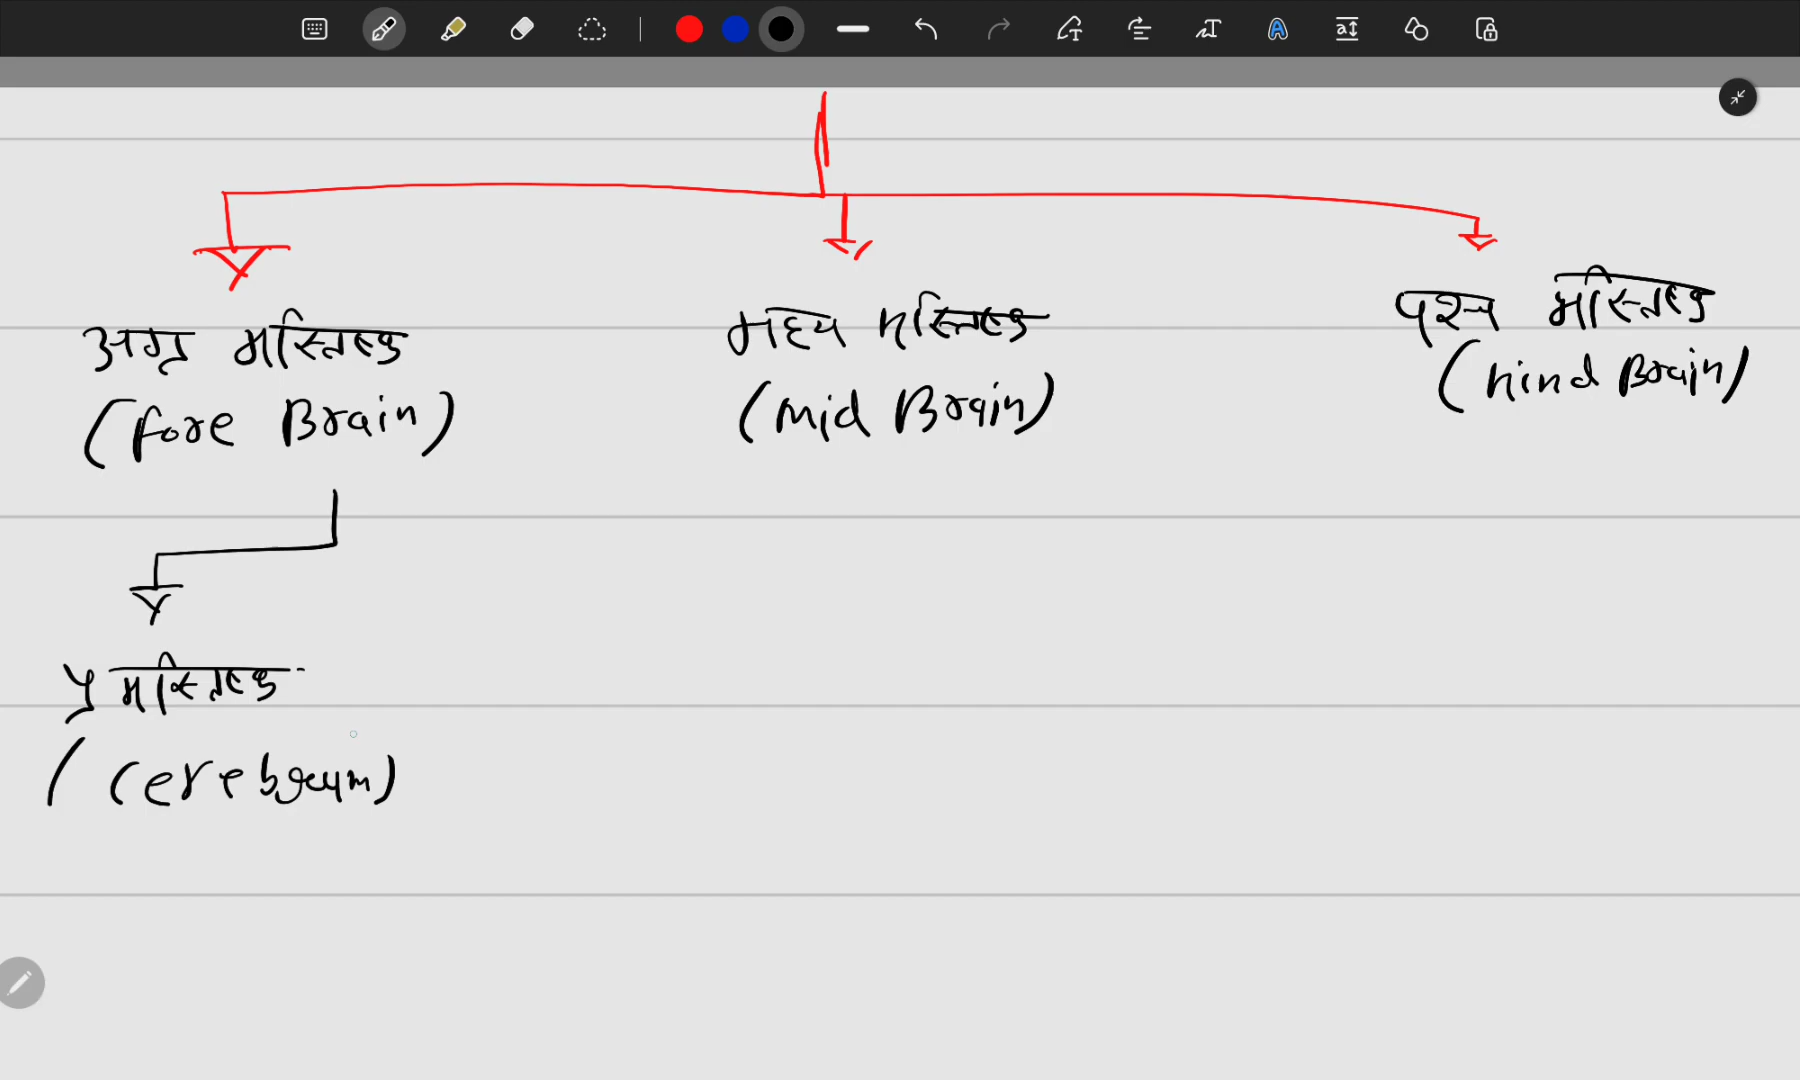 अग्र मस्तिष्क
(fore Brain)
मध्य मस्तिष्क
(mid Brain)
पश्च मस्तिष्क
(hind Brain)
प्रमस्तिष्क
(cerebrum)